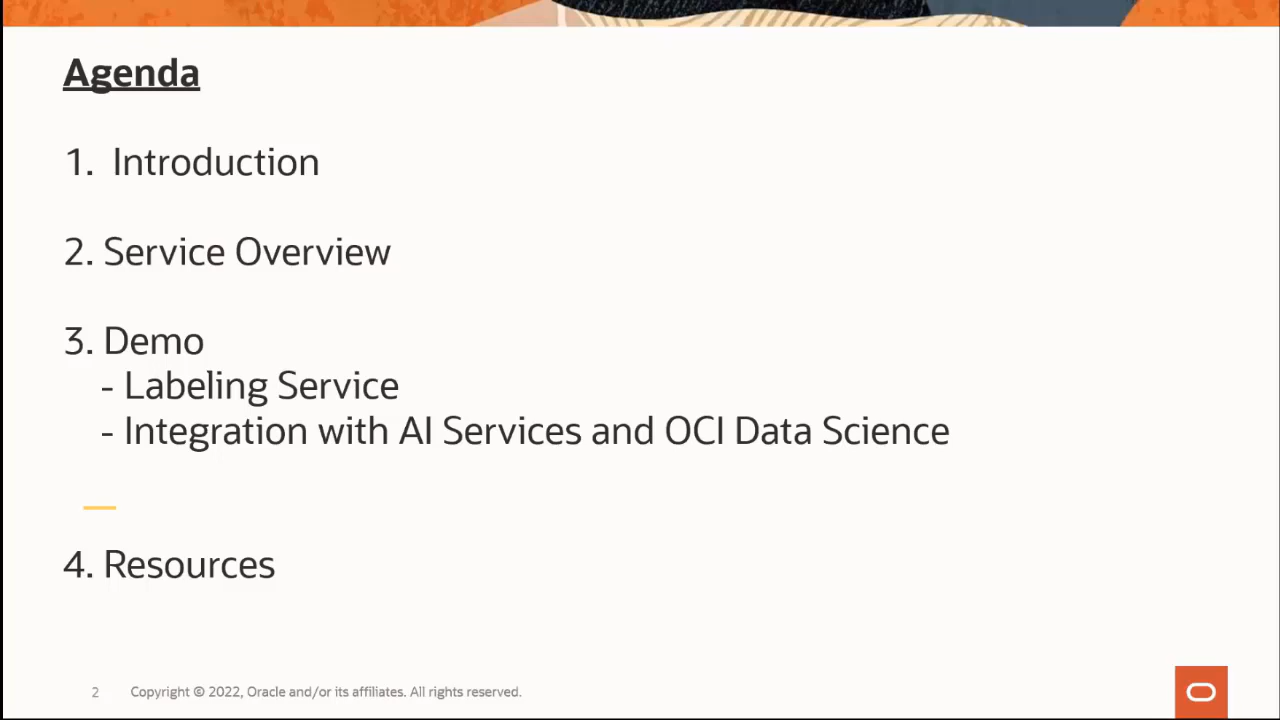 Agenda
1. Introduction
2. Service Overview
3. Demo
- Labeling Service
- Integration with AI Services and OCI Data Science
4. Resources
2 Copyright © 2022, Oracle and/or its affiliates. All rights reserved.